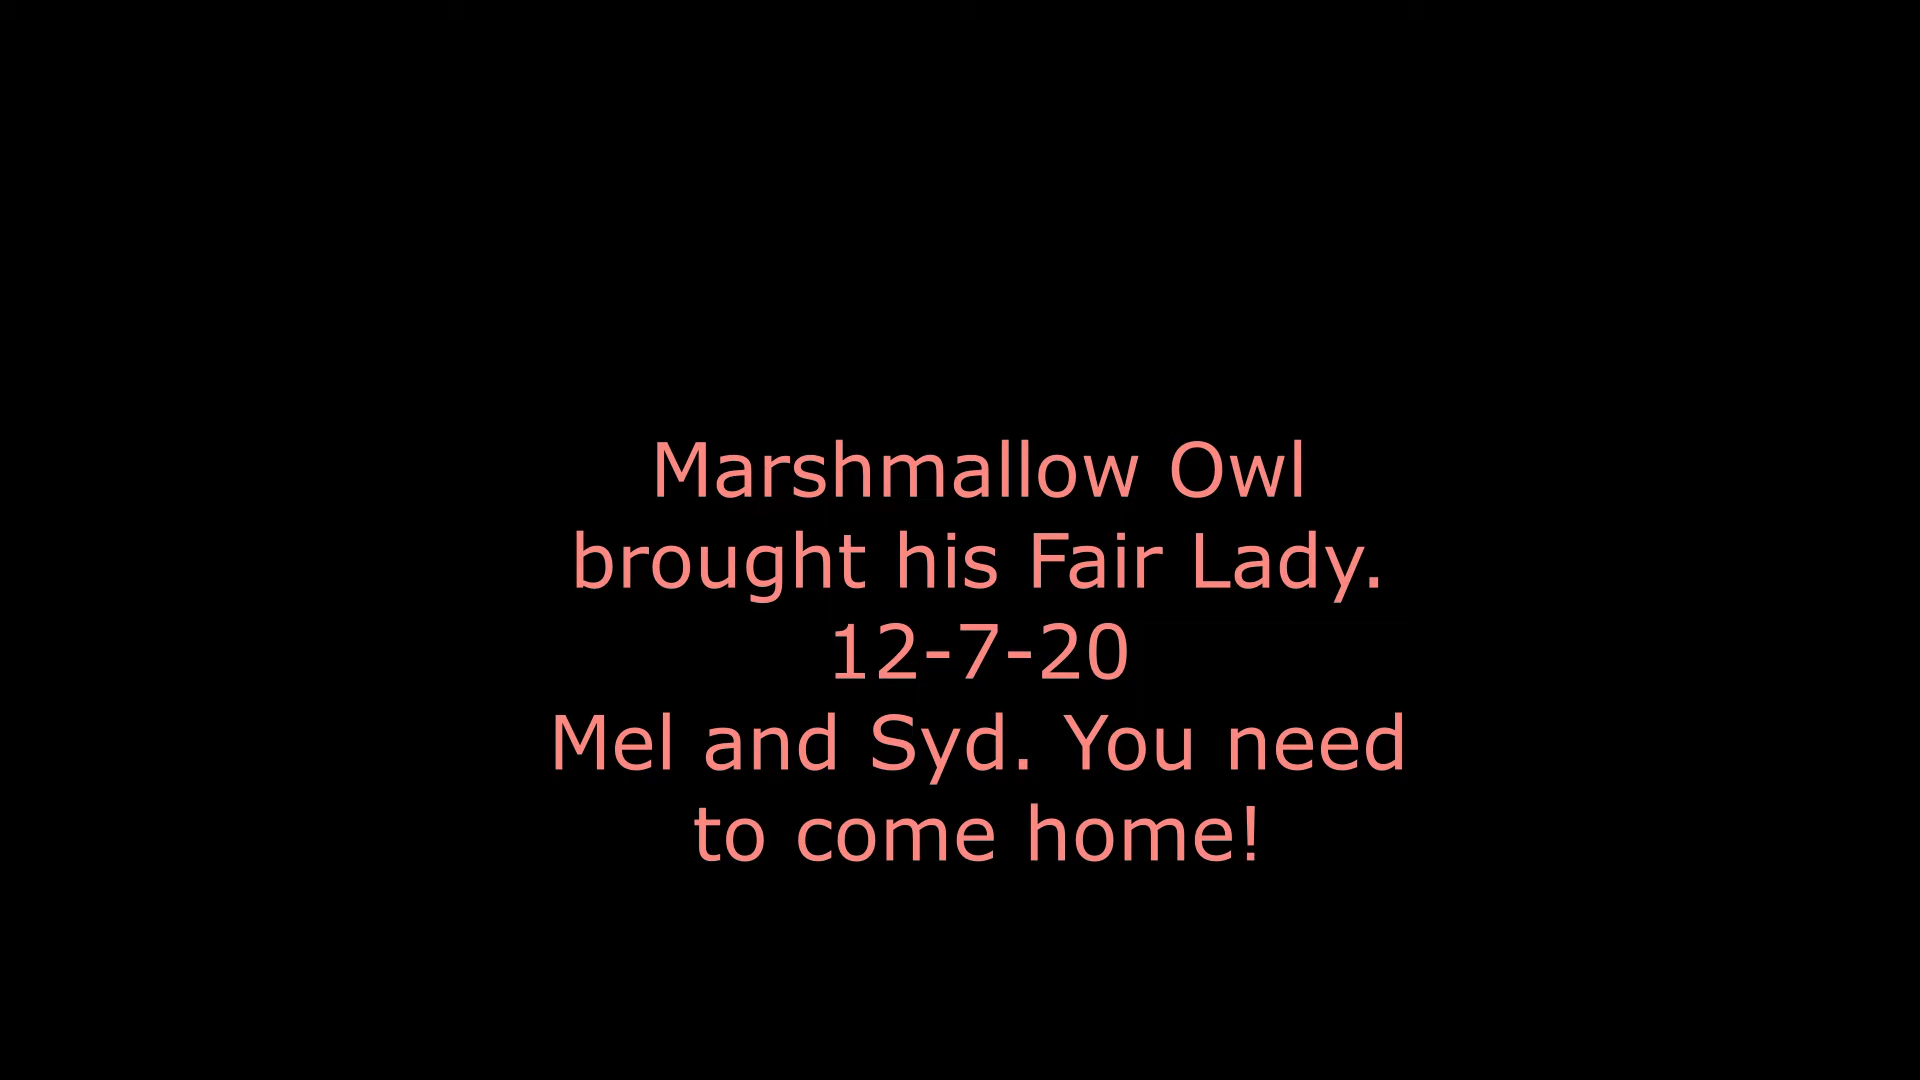 Marshmallow Owl
brought his Fair Lady.
12-7-20
Mel and Syd. You need
to come home!